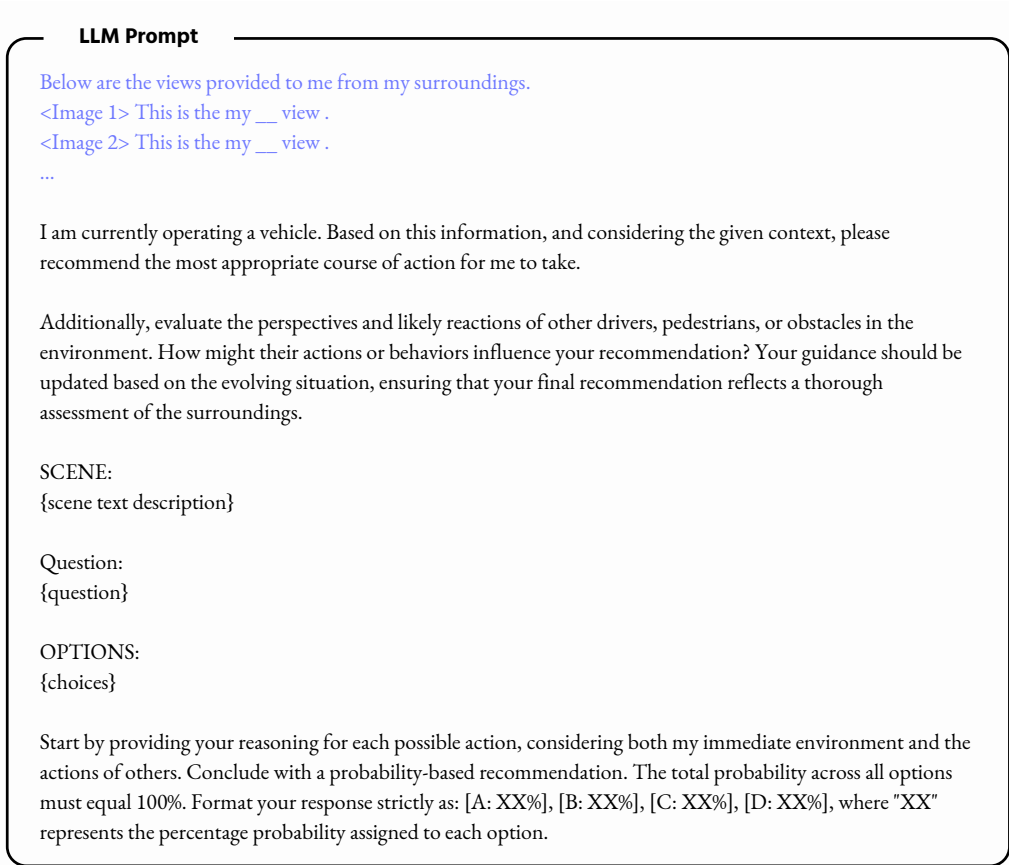 LLM Prompt
Below are the views provided to me from my surroundings.
<Image 1> This is the my __ view .
<Image 2> This is the my __ view .
...
I am currently operating a vehicle. Based on this information, and considering the given context, please
recommend the most appropriate course of action for me to take.
Additionally, evaluate the perspectives and likely reactions of other drivers, pedestrians, or obstacles in the
environment. How might their actions or behaviors influence your recommendation? Your guidance should be
updated based on the evolving situation, ensuring that your final recommendation reflects a thorough
assessment of the surroundings.
SCENE:
{scene text description}
Question:
{question}
OPTIONS:
{choices}
Start by providing your reasoning for each possible action, considering both my immediate environment and the
actions of others. Conclude with a probability-based recommendation. The total probability across all options
must equal 100%. Format your response strictly as: [A: XX%], [B: XX%], [C: XX%], [D: XX%], where "XX"
represents the percentage probability assigned to each option.